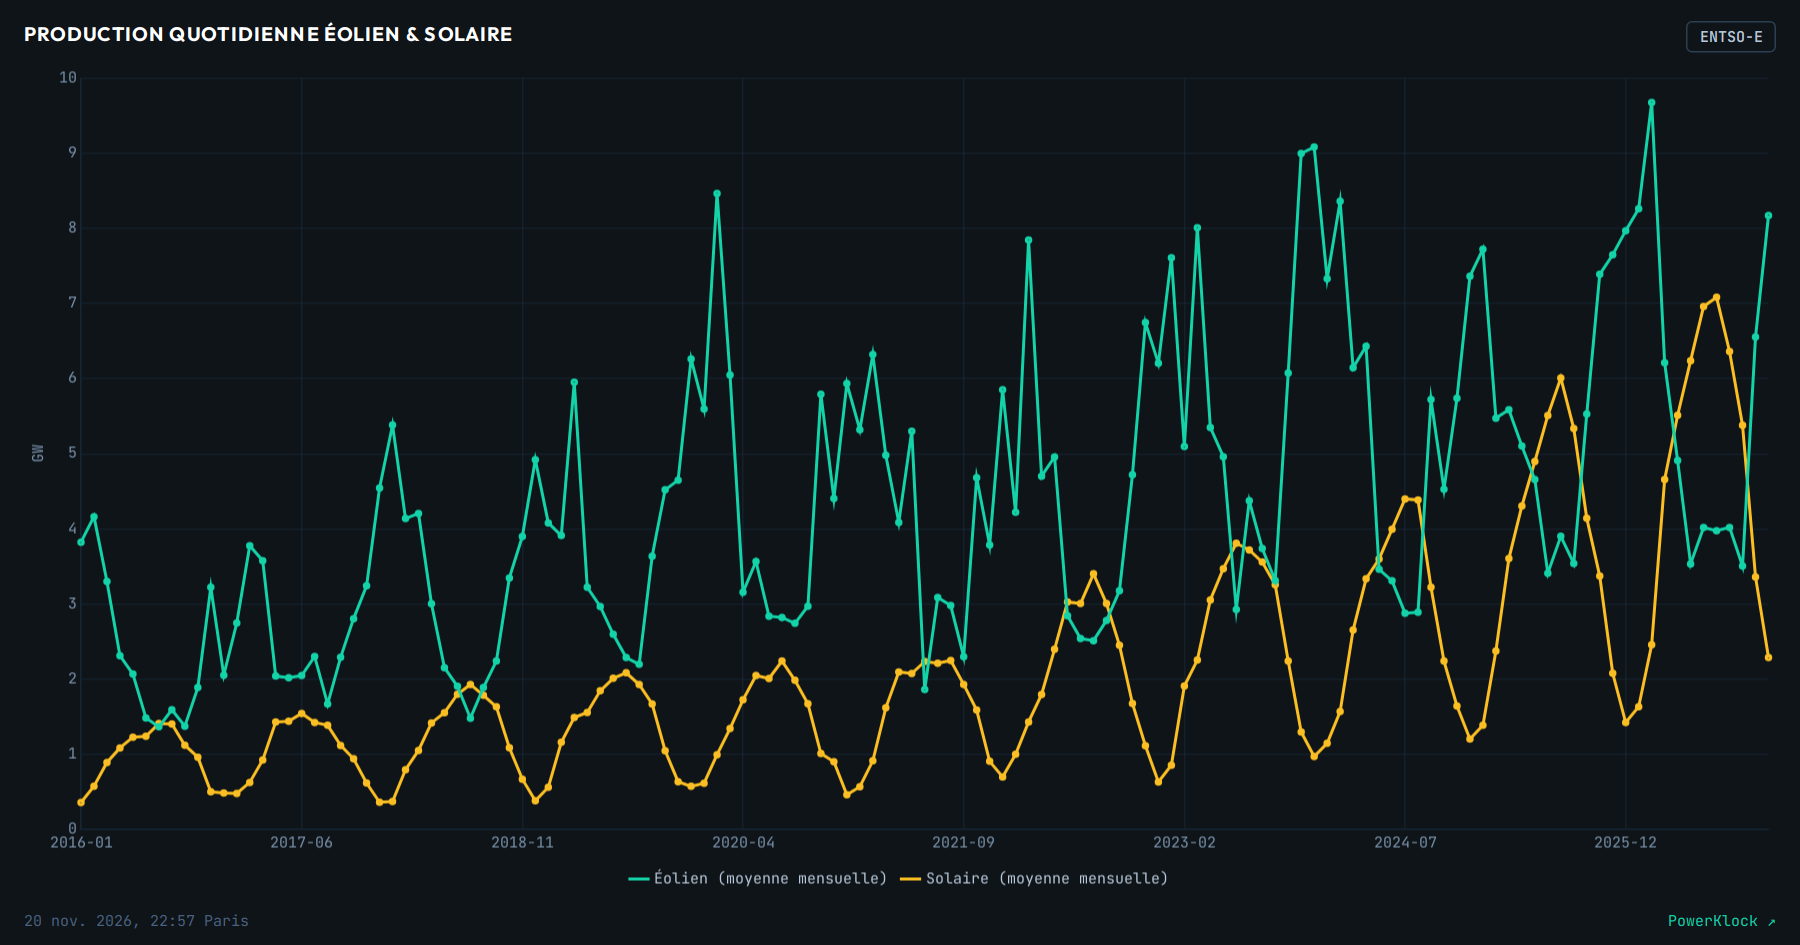 PRODUCTION QUOTIDIENNE ÉOLIEN & SOLAIRE
ENTSO-E
10
9
8
7
6
5
4
3
2
1
0
GW
2016-01 2017-06 2018-11 2020-04 2021-09 2023-02 2024-07 2025-12
Éolien (moyenne mensuelle) Solaire (moyenne mensuelle)
20 nov. 2026, 22:57 Paris
PowerKlock ↗